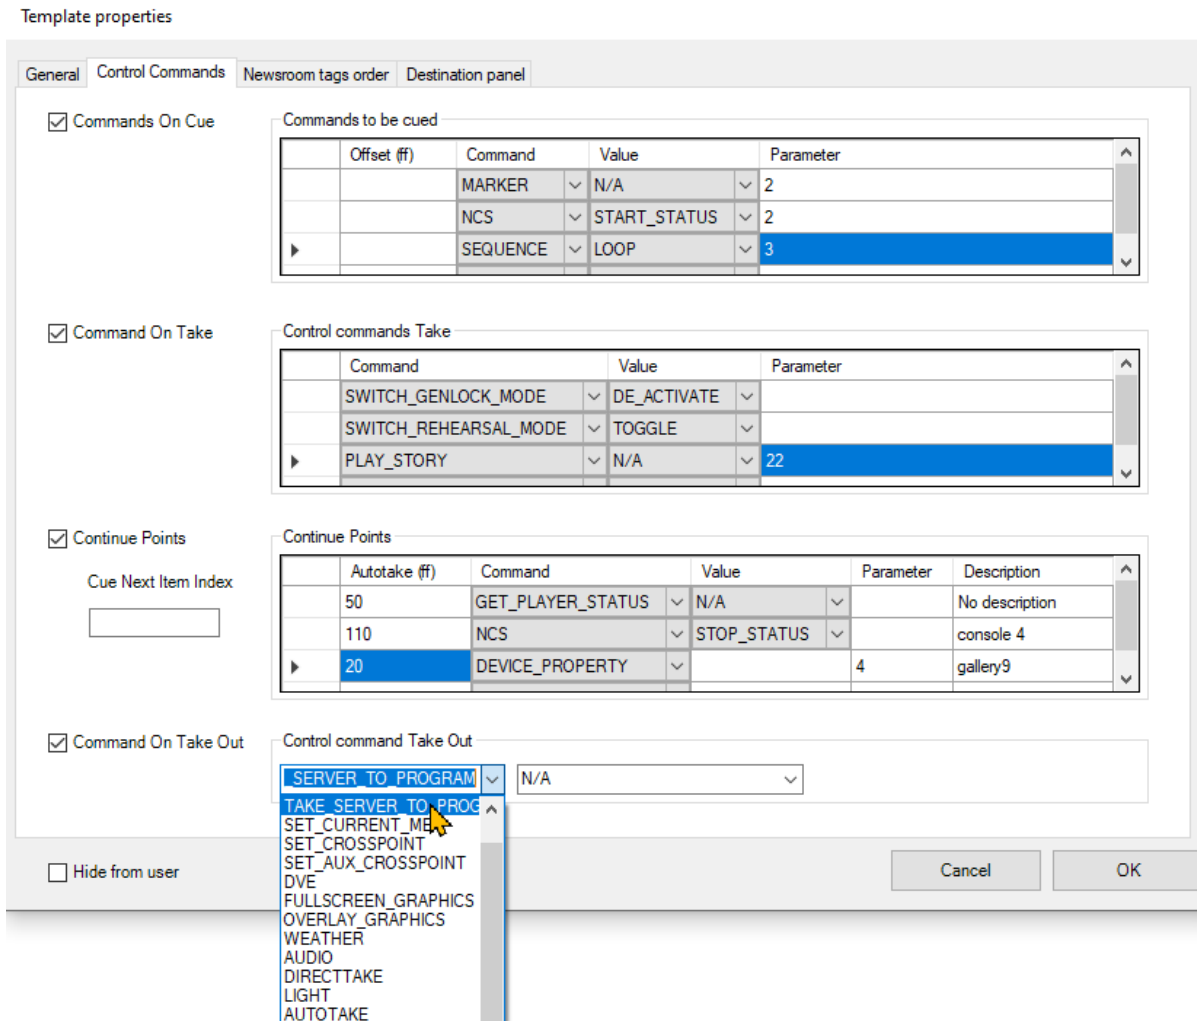 Template properties
General Control Commands Newsroom tags order Destination panel
Commands On Cue
Commands to be cued
Offset (ff) Command Value Parameter
MARKER N/A 2
NCS START_STATUS 2
SEQUENCE LOOP 3
Command On Take
Control commands Take
Command Value Parameter
SWITCH_GENLOCK_MODE DE_ACTIVATE
SWITCH_REHEARSAL_MODE TOGGLE
PLAY_STORY N/A 22
Continue Points
Cue Next Item Index
Continue Points
Autotake (ff) Command Value Parameter Description
50 GET_PLAYER_STATUS N/A No description
110 NCS STOP_STATUS console 4
20 DEVICE_PROPERTY 4 gallery9
Command On Take Out
Control command Take Out
_SERVER_TO_PROGRAM N/A
TAKE_SERVER_TO_PROG
SET_CURRENT_ME
SET_CROSSPOINT
SET_AUX_CROSSPOINT
DVE
FULLSCREEN_GRAPHICS
OVERLAY_GRAPHICS
WEATHER
AUDIO
DIRECTTAKE
LIGHT
AUTOTAKE
Hide from user
Cancel OK